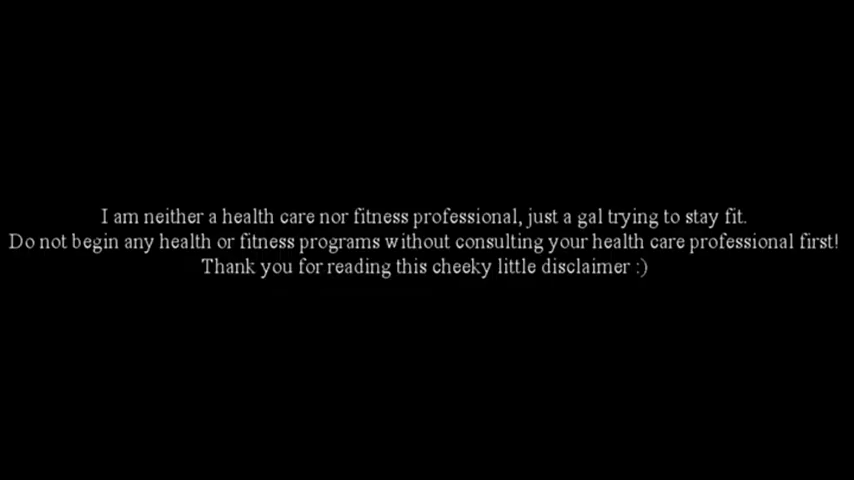 I am neither a health care nor fitness professional, just a gal trying to stay fit.
Do not begin any health or fitness programs without consulting your health care professional first!
Thank you for reading this cheeky little disclaimer :)